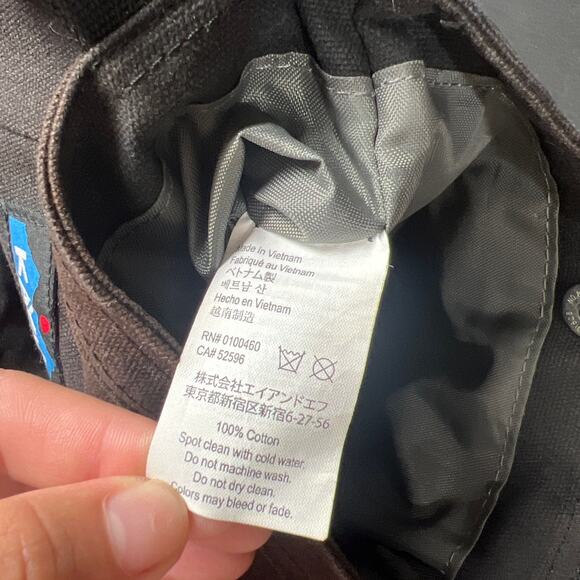 Made in Vietnam
Fabriqué au Vietnam
ベトナム製
베트남 산
Hecho en Vietnam
越南制造
RN# 0100460
CA# 52596
株式会社エイアンドエフ
東京都新宿区新宿6-27-56
100% Cotton
Spot clean with cold water.
Do not machine wash.
Do not dry clean.
Colors may bleed or fade.